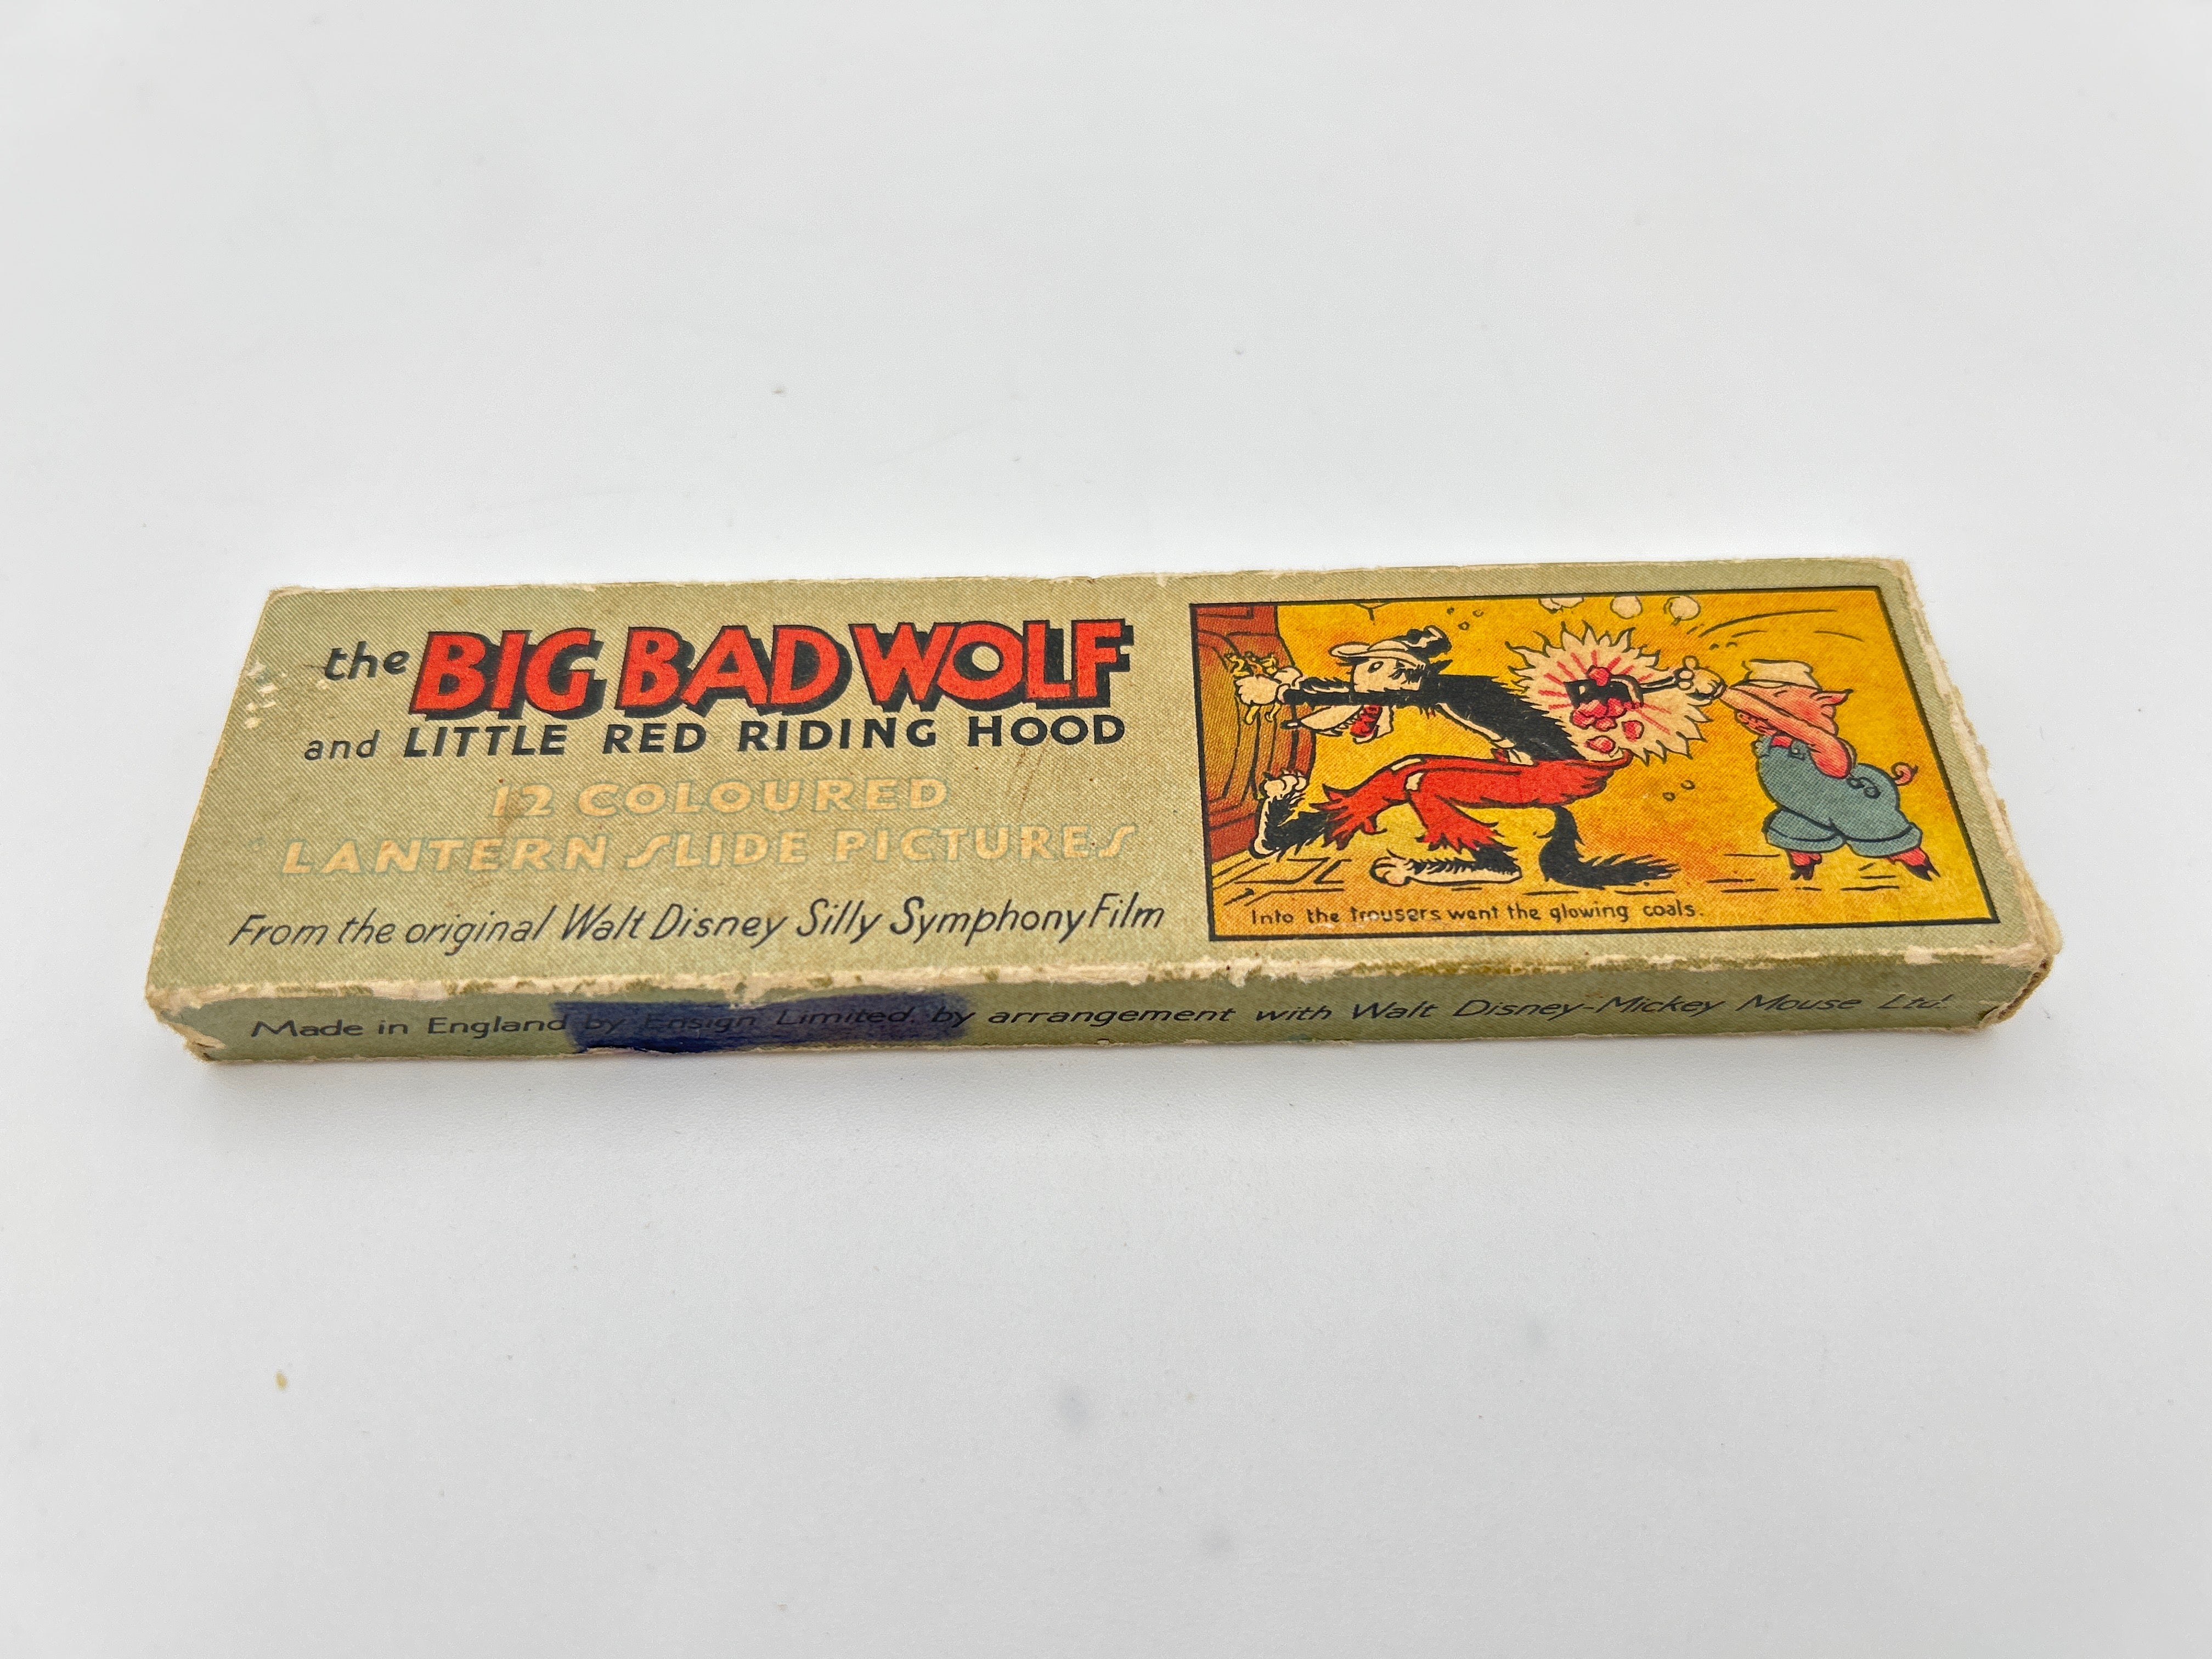 the BIG BAD WOLF
and LITTLE RED RIDING HOOD
12 COLOURED
LANTERN SLIDE PICTURES
From the original Walt Disney Silly Symphony Film
Into the trousers went the glowing coals.
Made in England by Ensign Limited by arrangement with Walt Disney-Mickey Mouse Ltd.